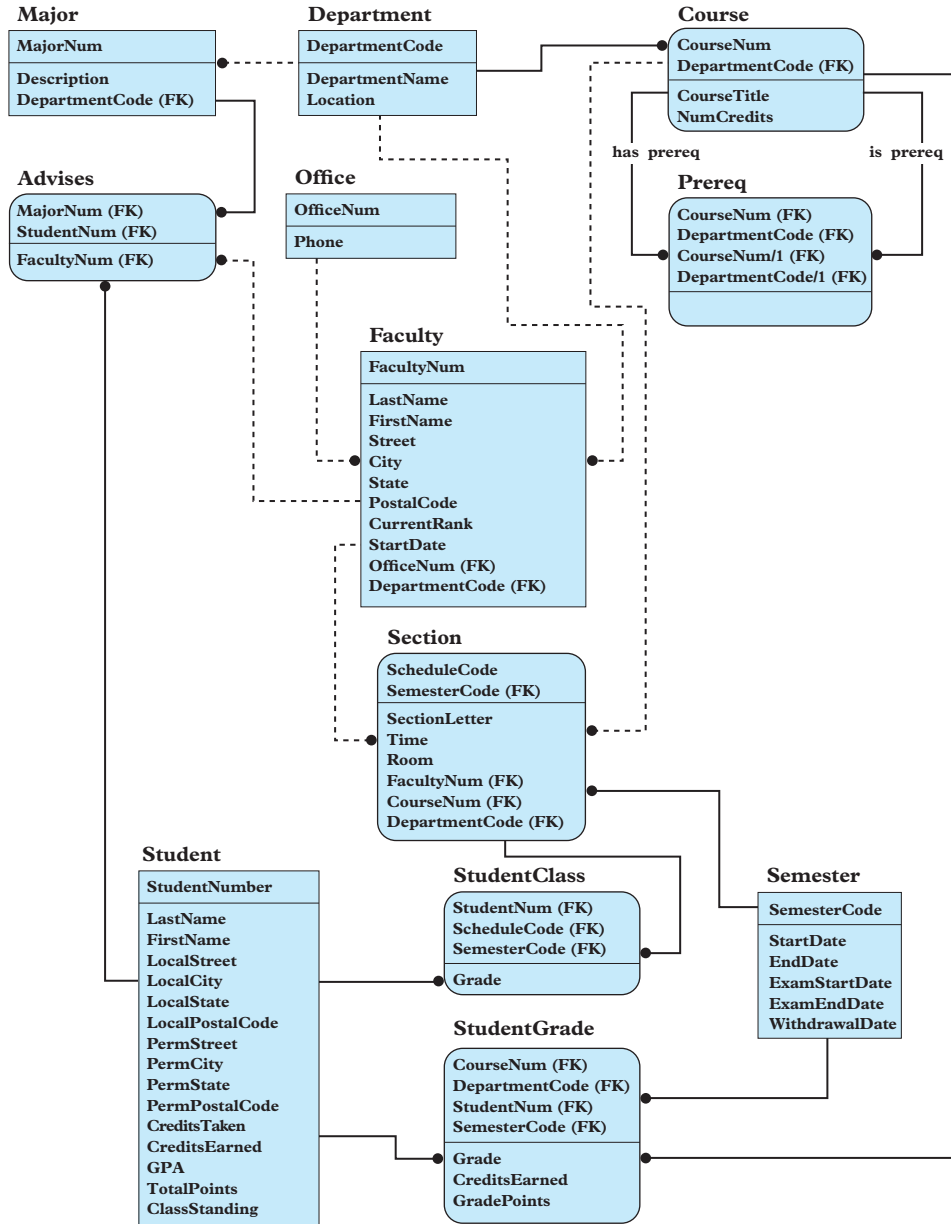 Major
MajorNum
Description
DepartmentCode (FK)
Department
DepartmentCode
DepartmentName
Location
Course
CourseNum
DepartmentCode (FK)
CourseTitle
NumCredits
has prereq
is prereq
Advises
MajorNum (FK)
StudentNum (FK)
FacultyNum (FK)
Office
OfficeNum
Phone
Prereq
CourseNum (FK)
DepartmentCode (FK)
CourseNum/1 (FK)
DepartmentCode/1 (FK)
Faculty
FacultyNum
LastName
FirstName
Street
City
State
PostalCode
CurrentRank
StartDate
OfficeNum (FK)
DepartmentCode (FK)
Section
ScheduleCode
SemesterCode (FK)
SectionLetter
Time
Room
FacultyNum (FK)
CourseNum (FK)
DepartmentCode (FK)
Student
StudentNumber
LastName
FirstName
LocalStreet
LocalCity
LocalState
LocalPostalCode
PermStreet
PermCity
PermState
PermPostalCode
CreditsTaken
CreditsEarned
GPA
TotalPoints
ClassStanding
StudentClass
StudentNum (FK)
ScheduleCode (FK)
SemesterCode (FK)
Grade
Semester
SemesterCode
StartDate
EndDate
ExamStartDate
ExamEndDate
WithdrawalDate
StudentGrade
CourseNum (FK)
DepartmentCode (FK)
StudentNum (FK)
SemesterCode (FK)
Grade
CreditsEarned
GradePoints